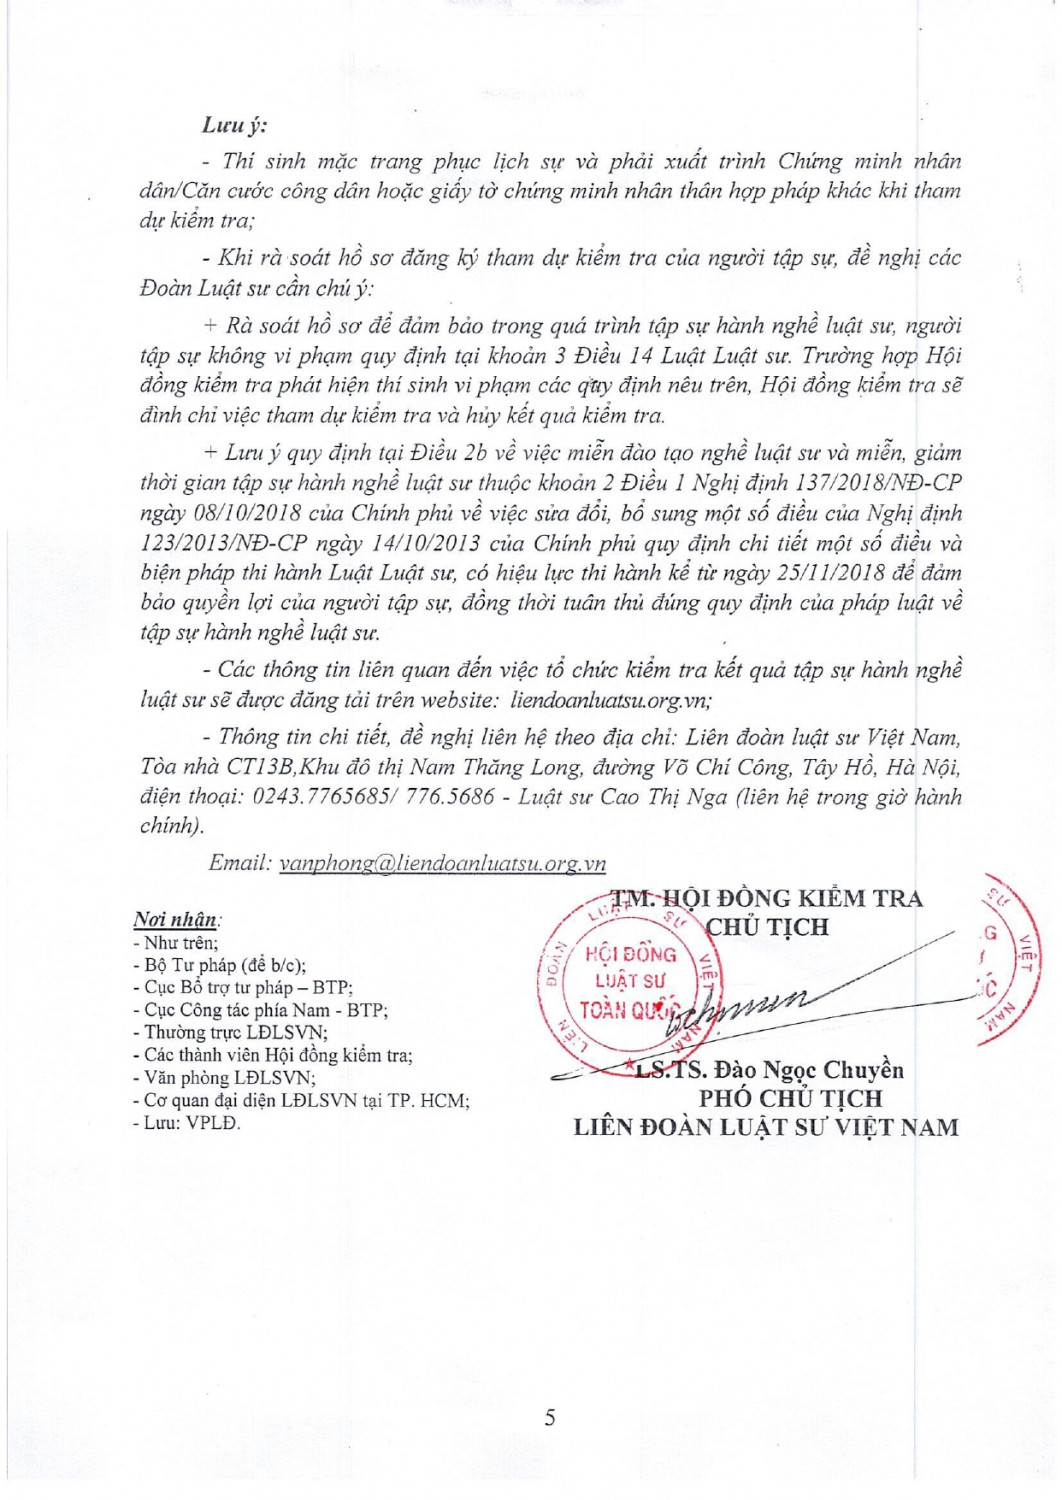 Lưu ý:
- Thí sinh mặc trang phục lịch sự và phải xuất trình Chứng minh nhân
dân/Căn cước công dân hoặc giấy tờ chứng minh nhân thân hợp pháp khác khi tham
dự kiểm tra;
- Khi rà soát hồ sơ đăng ký tham dự kiểm tra của người tập sự, đề nghị các
Đoàn Luật sư cần chú ý:
+ Rà soát hồ sơ để đảm bảo trong quá trình tập sự hành nghề luật sư, người
tập sự không vi phạm quy định tại khoản 3 Điều 14 Luật Luật sư. Trường hợp Hội
đồng kiểm tra phát hiện thí sinh vi phạm các quy định nêu trên, Hội đồng kiểm tra sẽ
đình chỉ việc tham dự kiểm tra và hủy kết quả kiểm tra.
+ Lưu ý quy định tại Điều 2b về việc miễn đào tạo nghề luật sư và miễn, giảm
thời gian tập sự hành nghề luật sư thuộc khoản 2 Điều 1 Nghị định 137/2018/NĐ-CP
ngày 08/10/2018 của Chính phủ về việc sửa đổi, bổ sung một số điều của Nghị định
123/2013/NĐ-CP ngày 14/10/2013 của Chính phủ quy định chi tiết một số điều và
biện pháp thi hành Luật Luật sư, có hiệu lực thi hành kể từ ngày 25/11/2018 để đảm
bảo quyền lợi của người tập sự, đồng thời tuân thủ đúng quy định của pháp luật về
tập sự hành nghề luật sư.
- Các thông tin liên quan đến việc tổ chức kiểm tra kết quả tập sự hành nghề
luật sư sẽ được đăng tải trên website: liendoanluatsu.org.vn;
- Thông tin chi tiết, đề nghị liên hệ theo địa chỉ: Liên đoàn luật sư Việt Nam,
Tòa nhà CT13B,Khu đô thị Nam Thăng Long, đường Võ Chí Công, Tây Hồ, Hà Nội,
điện thoại: 0243.7765685/ 776.5686 - Luật sư Cao Thị Nga (liên hệ trong giờ hành
chính).
Email: vanphong@liendoanluatsu.org.vn
Nơi nhận:
- Như trên;
- Bộ Tư pháp (để b/c);
- Cục Bổ trợ tư pháp – BTP;
- Cục Công tác phía Nam - BTP;
- Thường trực LĐLSVN;
- Các thành viên Hội đồng kiểm tra;
- Văn phòng LĐLSVN;
- Cơ quan đại diện LĐLSVN tại TP. HCM;
- Lưu: VPLĐ.
TM. HỘI ĐỒNG KIỂM TRA
CHỦ TỊCH
LIÊN ĐOÀN LUẬT SƯ VIỆT NAM
HỘI ĐỒNG
LUẬT SƯ
TOÀN QUỐC
SƯ VIỆT NAM
G
C
LS.TS. Đào Ngọc Chuyền
PHÓ CHỦ TỊCH
LIÊN ĐOÀN LUẬT SƯ VIỆT NAM
5